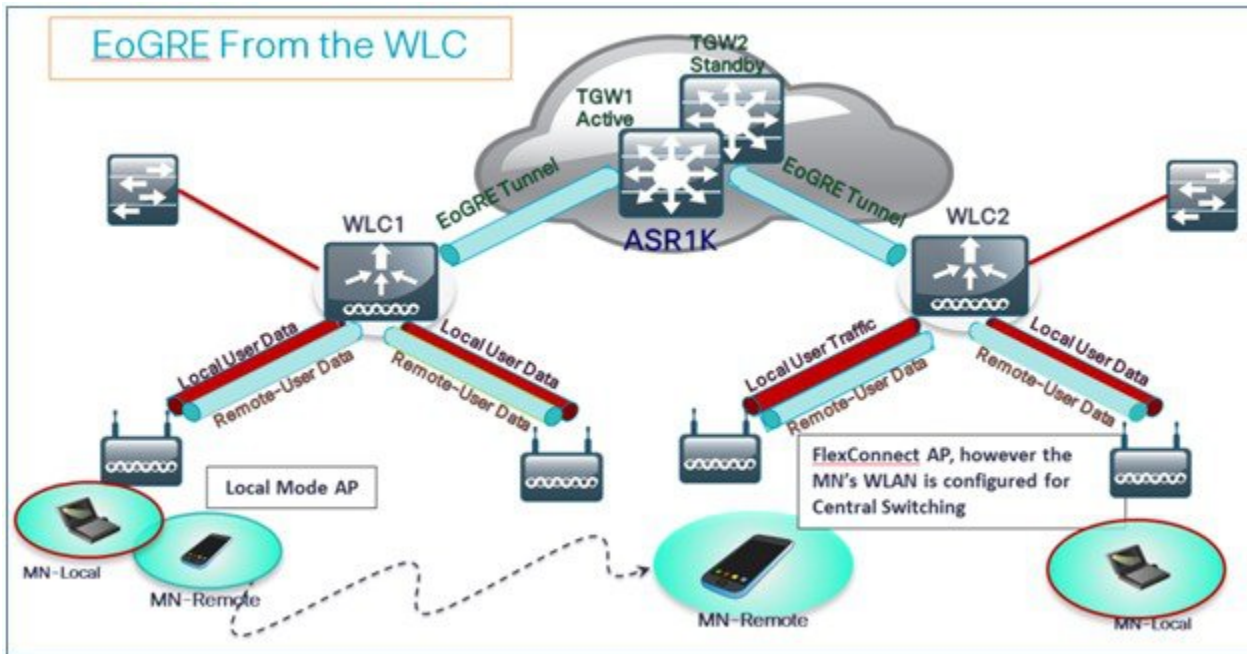 EoGRE From the WLC
TGW2
Standby
TGW1
Active
EoGRE Tunnel
EoGRE Tunnel
WLC1
ASR1K
WLC2
Local User Data
Remote-User Data
Local User Data
Remote-User Data
Local User Traffic
Remote-User Data
Local User Data
Remote-User Data
Local Mode AP
FlexConnect AP, however the
MN's WLAN is configured for
Central Switching
MN-Local
MN-Remote
MN-Remote
MN-Local